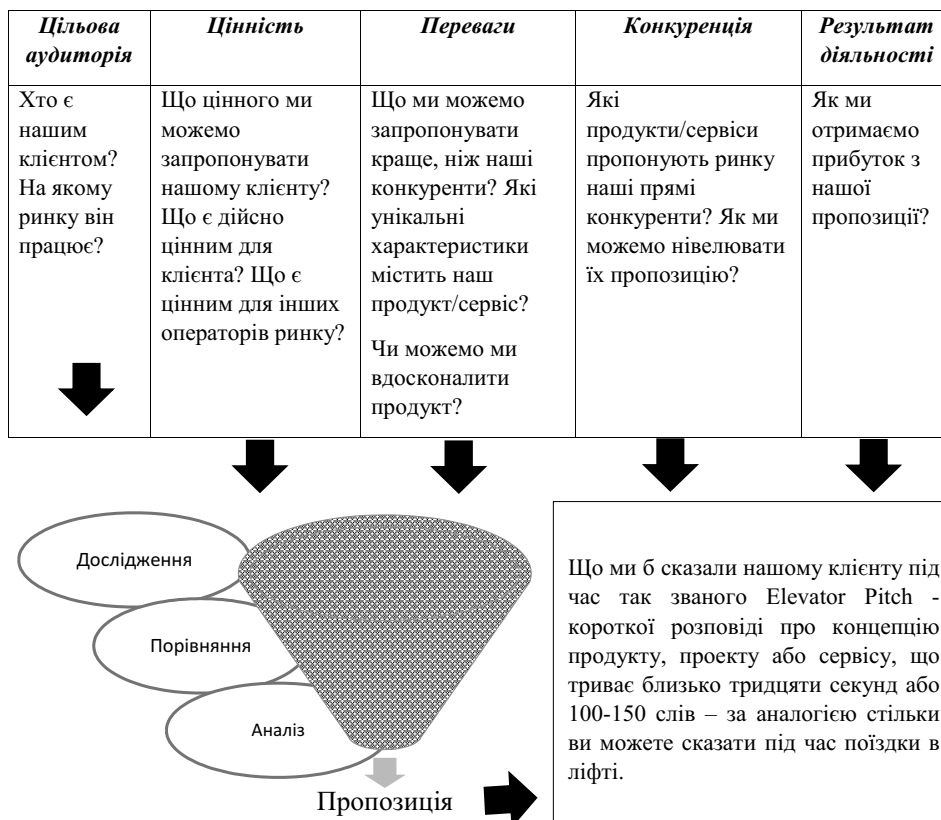 Цільова
аудиторія
Цінність
Переваги
Конкуренція
Результат
діяльності
Хто є
нашим
клієнтом?
На якому
ринку він
працює?
Що цінного ми
можемо
запропонувати
нашому клієнту?
Що є дійсно
цінним для
клієнта? Що є
цінним для інших
операторів ринку?
Що ми можемо
запропонувати
краще, ніж наші
конкуренти? Які
унікальні
характеристики
містить наш
продукт/сервіс?
Чи можемо ми
вдосконалити
продукт?
Які
продукти/сервіси
пропонують ринку
наші прямі
конкуренти? Як ми
можемо нівелювати
їх пропозицію?
Як ми
отримаємо
прибуток з
нашої
пропозиції?
Дослідження
Порівняння
Аналіз
Пропозиція
Що ми б сказали нашому клієнту під
час так званого Elevator Pitch -
короткої розповіді про концепцію
продукту, проекту або сервісу, що
триває близько тридцяти секунд або
100-150 слів – за аналогією стільки
ви можете сказати під час поїздки в
ліфті.